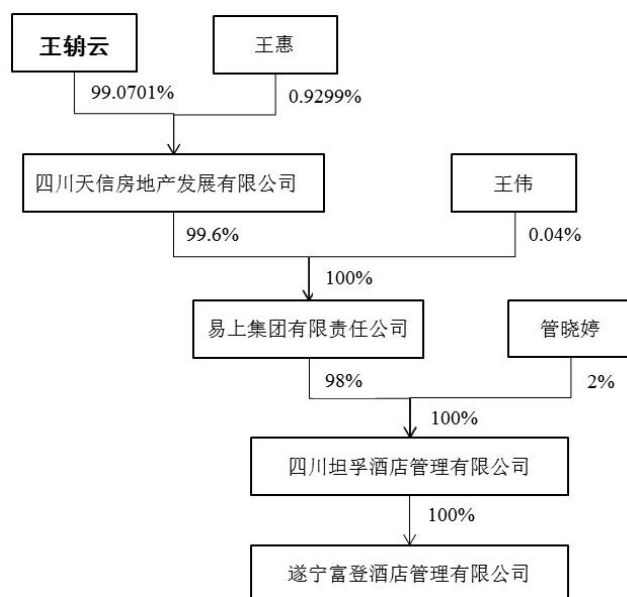 王鹢云
王惠
99.0701%
0.9299%
四川天信房地产发展有限公司
王伟
99.6%
0.04%
100%
易上集团有限责任公司
管晓婷
98%
2%
100%
四川坦孚酒店管理有限公司
100%
遂宁富登酒店管理有限公司